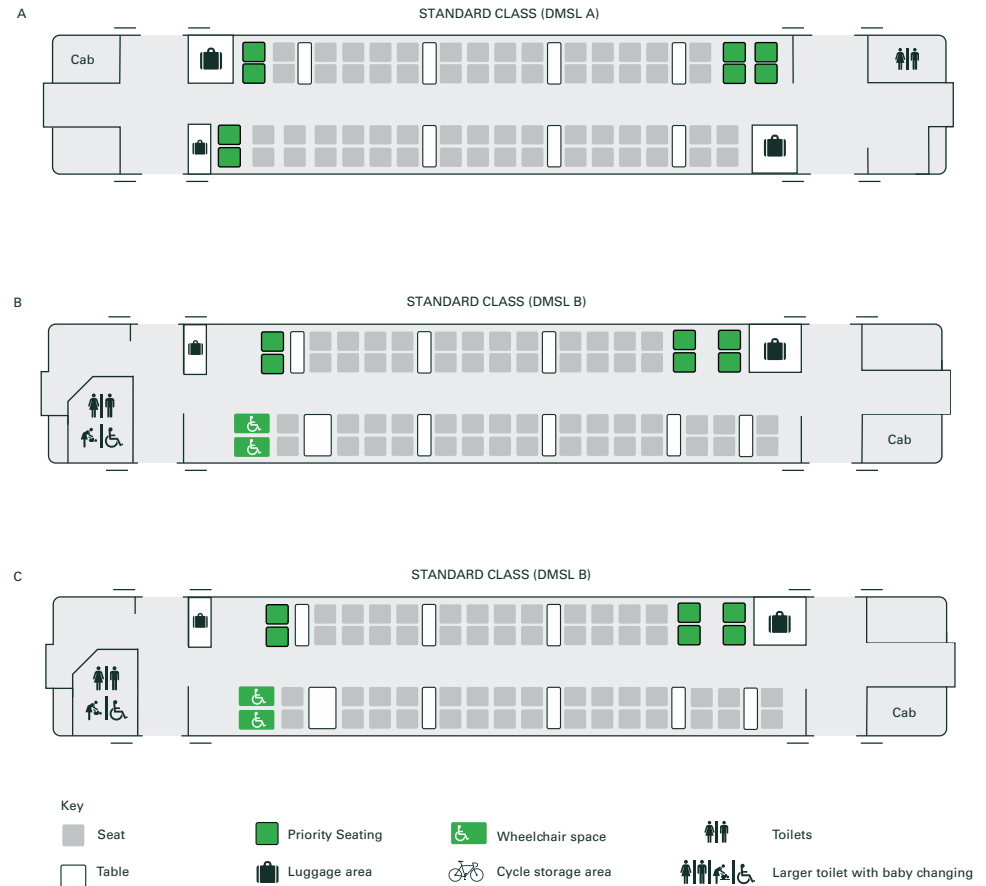 A
STANDARD CLASS (DMSL A)
Cab
B
STANDARD CLASS (DMSL B)
Cab
C
STANDARD CLASS (DMSL B)
Cab
Key
Seat
Priority Seating
Wheelchair space
Toilets
Table
Luggage area
Cycle storage area
Larger toilet with baby changing